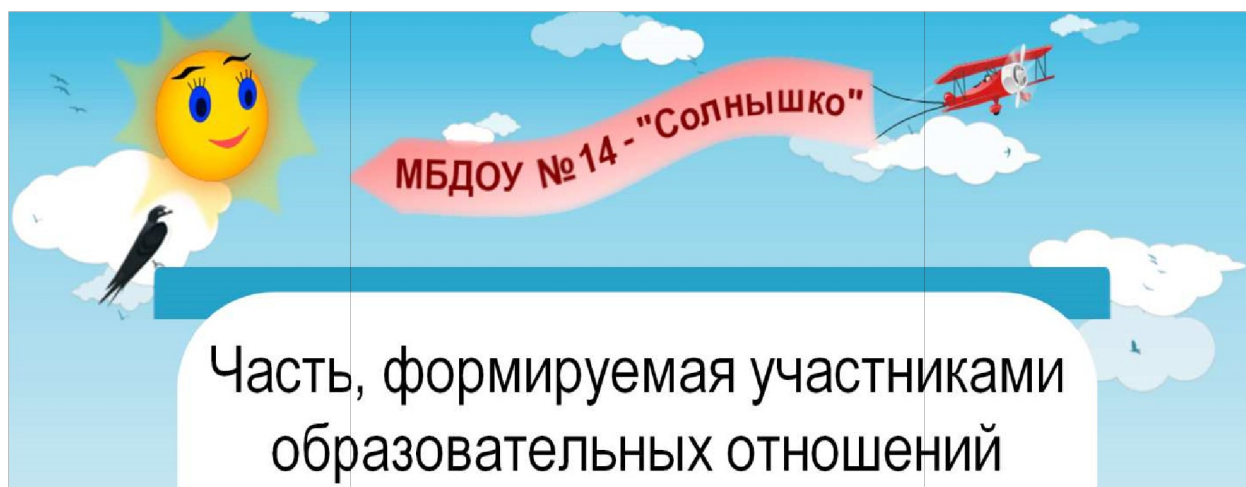 МБДОУ №14 - "Солнышко"
Часть, формируемая участниками
образовательных отношений